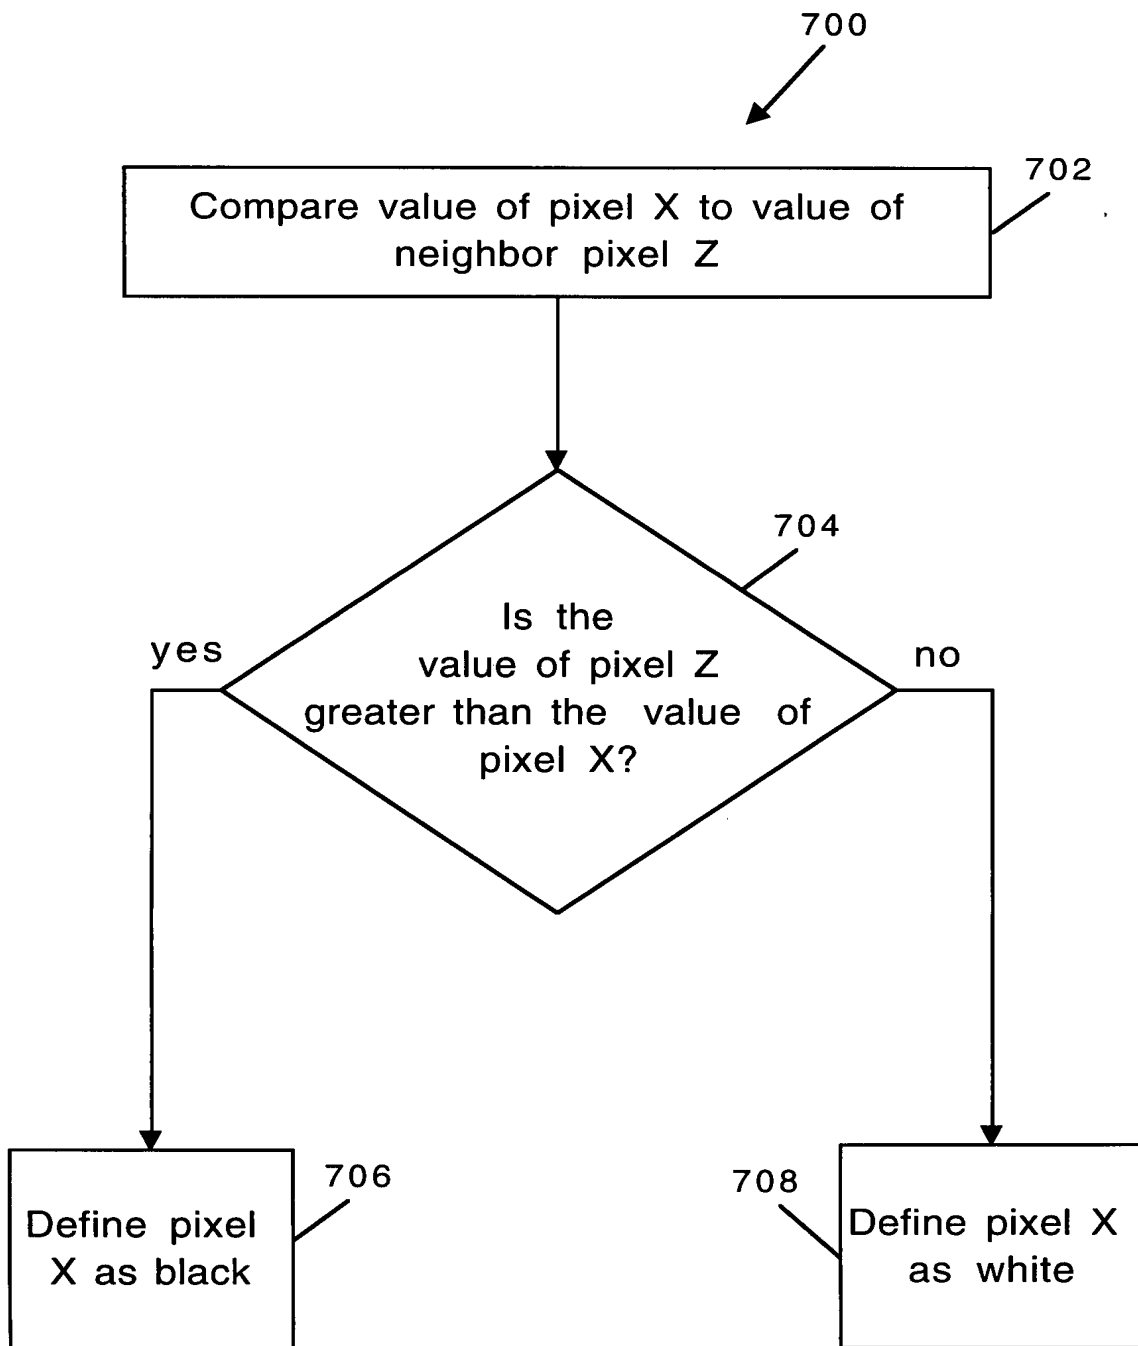 700
702
Compare value of pixel X to value of
neighbor pixel Z
704
Is the
value of pixel Z
greater than the value of
pixel X?
yes
no
706
Define pixel
X as black
708
Define pixel X
as white